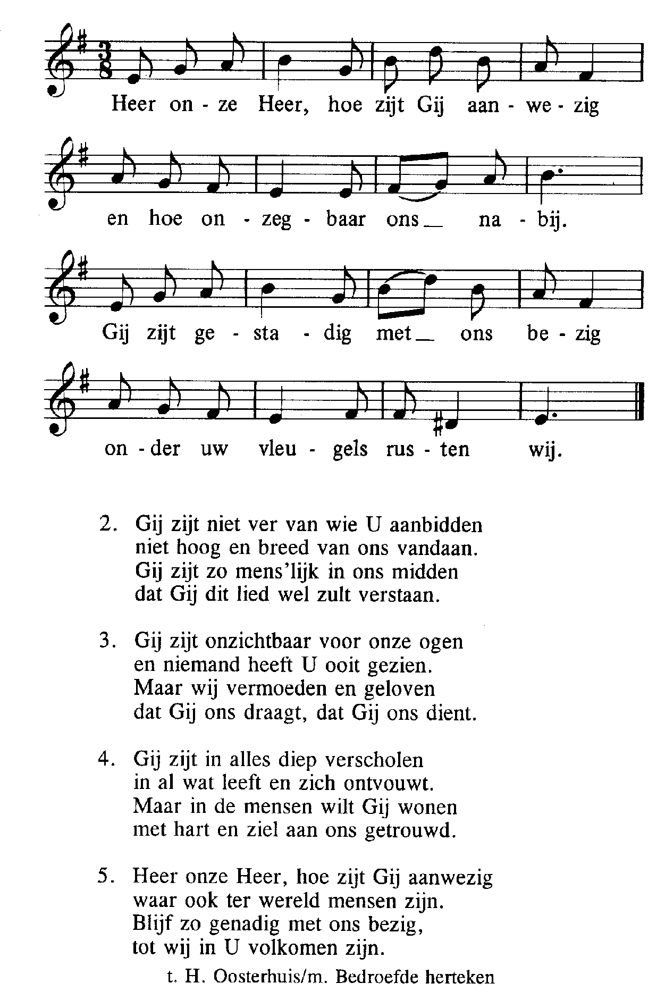 3
8
Heer on - ze Heer, hoe zijt Gij aan - we - zig
en hoe on - zeg - baar ons_ na - bij.
Gij zijt ge - sta - dig met_ ons be - zig
on - der uw vleu - gels rus - ten wij.
2. Gij zijt niet ver van wie U aanbidden
niet hoog en breed van ons vandaan.
Gij zijt zo mens'lijk in ons midden
dat Gij dit lied wel zult verstaan.
3. Gij zijt onzichtbaar voor onze ogen
en niemand heeft U ooit gezien.
Maar wij vermoeden en geloven
dat Gij ons draagt, dat Gij ons dient.
4. Gij zijt in alles diep verscholen
in al wat leeft en zich ontvouwt.
Maar in de mensen wilt Gij wonen
met hart en ziel aan ons getrouwd.
5. Heer onze Heer, hoe zijt Gij aanwezig
waar ook ter wereld mensen zijn.
Blijf zo genadig met ons bezig,
tot wij in U volkomen zijn.
t. H. Oosterhuis/m. Bedroefde herteken